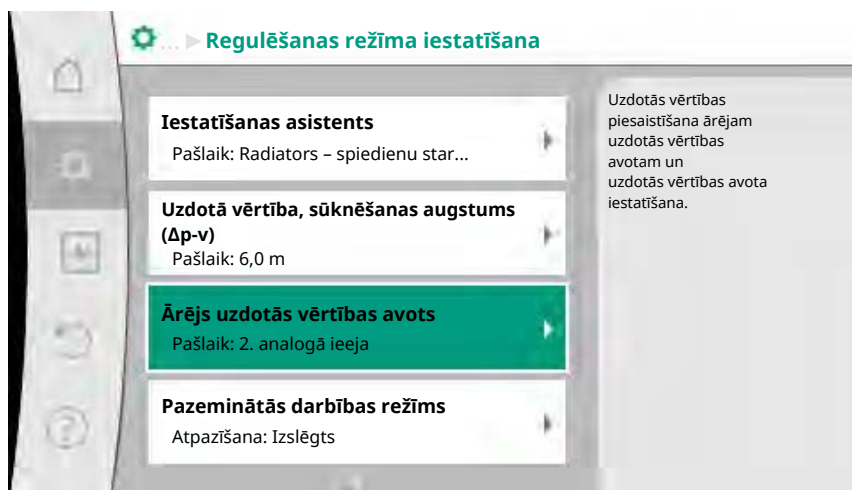 … ▶ Regulēšanas režīma iestatīšana
Iestatīšanas asistents
Pašlaik: Radiators – spiedienu star...
Uzdotā vērtība, sūknēšanas augstums
(Δp-v)
Pašlaik: 6,0 m
Ārējs uzdotās vērtības avots
Pašlaik: 2. analogā ieeja
Pazeminātās darbības režīms
Atpazīšana: Izslēgts
Uzdotās vērtības
piesaistīšana ārējam
uzdotās vērtības
avotam un
uzdotās vērtības avota
iestatīšana.